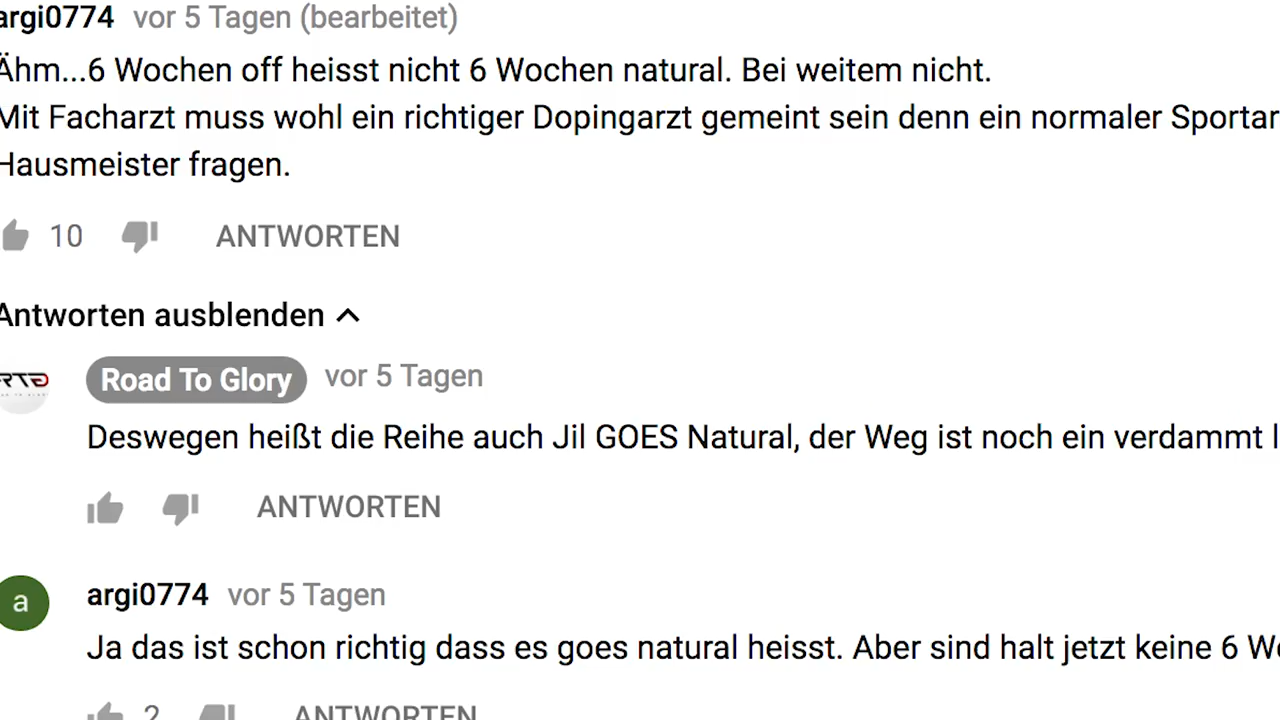 argi0774 vor 5 Tagen (bearbeitet)
Ähm...6 Wochen off heisst nicht 6 Wochen natural. Bei weitem nicht.
Mit Facharzt muss wohl ein richtiger Dopingarzt gemeint sein denn ein normaler
Hausmeister fragen.
10 ANTWORTEN
Antworten ausblenden
Road To Glory vor 5 Tagen
Deswegen heißt die Reihe auch Jil GOES Natural, der Weg ist noch ein verdammt
ANTWORTEN
a argi0774 vor 5 Tagen
Ja das ist schon richtig dass es goes natural heisst. Aber sind halt jetzt keine 6
2 ANTWORTEN